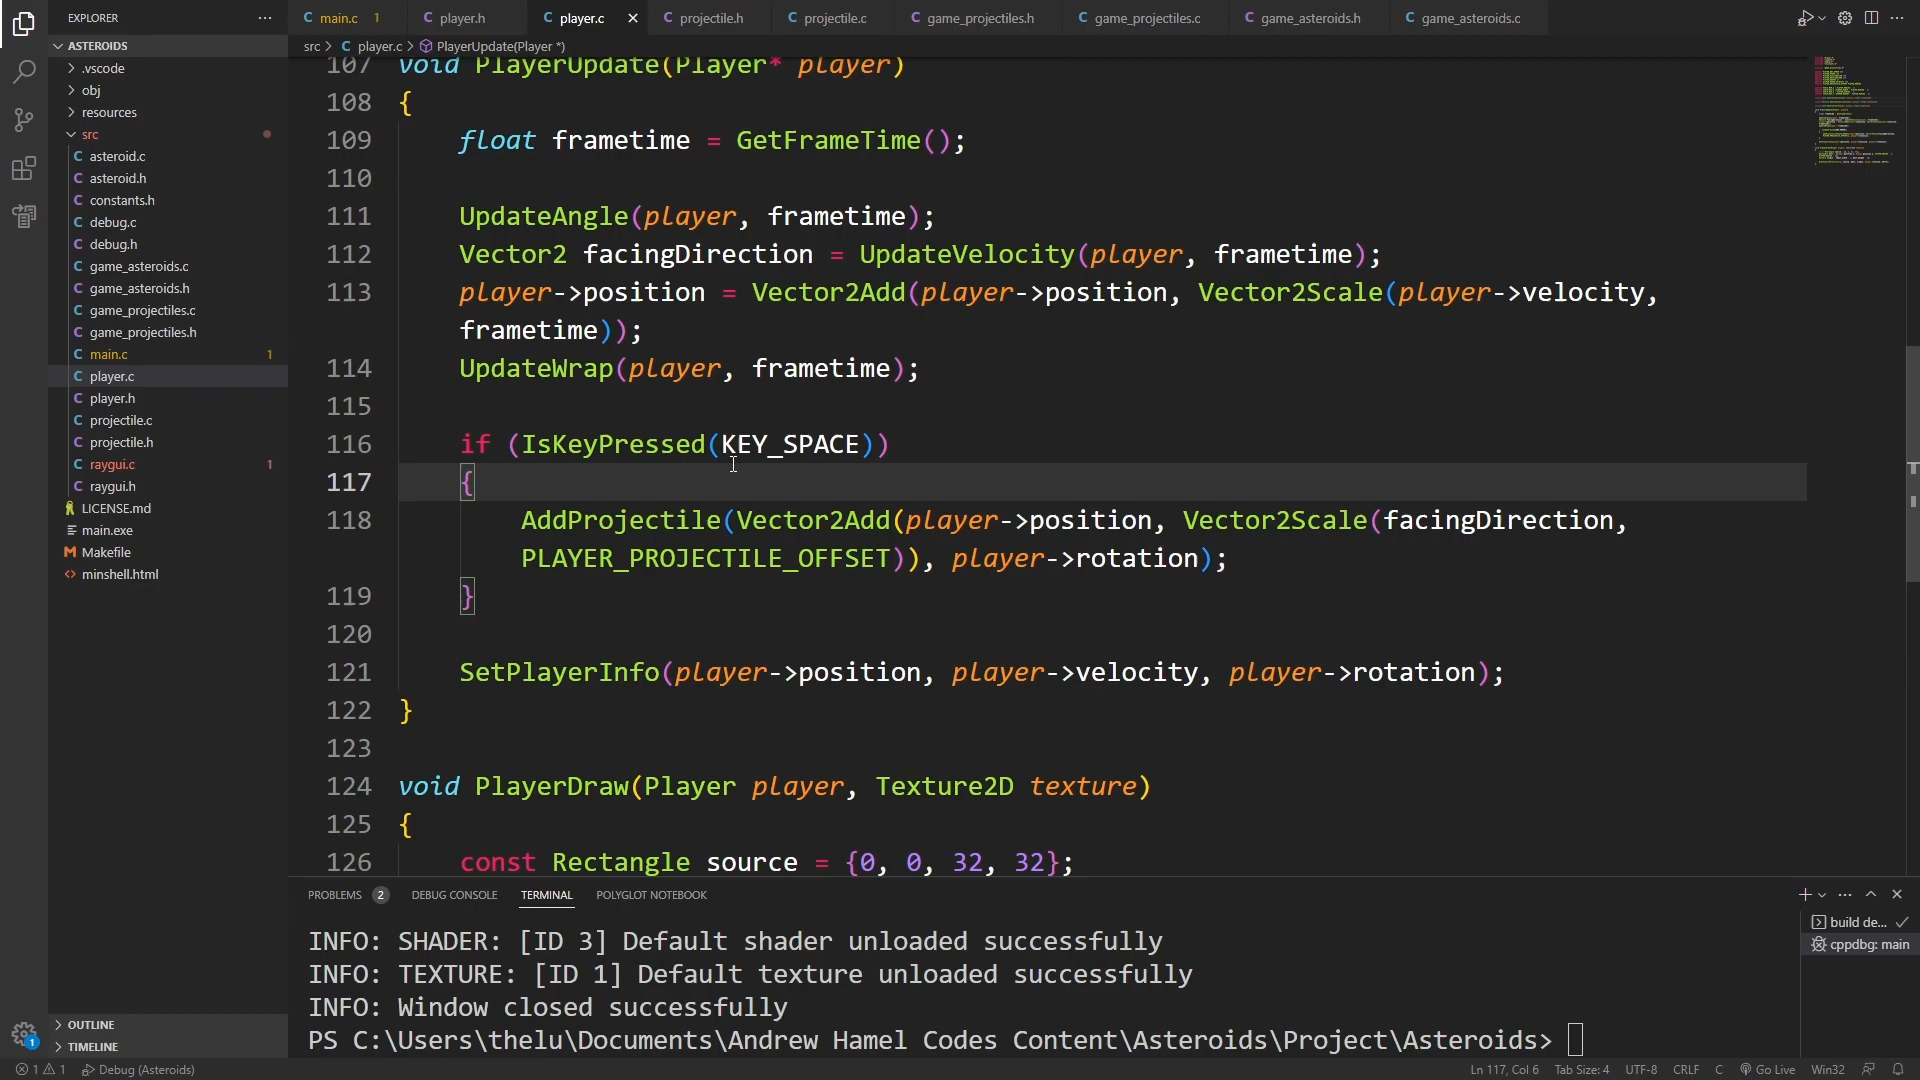 EXPLORER
ASTEROIDS
.vscode
obj
resources
src
C asteroid.c
C asteroid.h
C constants.h
C debug.c
C debug.h
C game_asteroids.c
C game_asteroids.h
C game_projectiles.c
C game_projectiles.h
C main.c 1
C player.c
C player.h
C projectile.c
C projectile.h
C raygui.c 1
C raygui.h
LICENSE.md
main.exe
M Makefile
minshell.html
OUTLINE
TIMELINE
C main.c 1 C player.h C player.c C projectile.h C projectile.c C game_projectiles.h C game_projectiles.c C game_asteroids.h C game_asteroids.c
src > C player.c > PlayerUpdate(Player *)
107 void PlayerUpdate(Player* player)
108 {
109 float frametime = GetFrameTime();
110
111 UpdateAngle(player, frametime);
112 Vector2 facingDirection = UpdateVelocity(player, frametime);
113 player->position = Vector2Add(player->position, Vector2Scale(player->velocity,
frametime));
114 UpdateWrap(player, frametime);
115
116 if (IsKeyPressed(KEY_SPACE))
117 {
118 AddProjectile(Vector2Add(player->position, Vector2Scale(facingDirection,
PLAYER_PROJECTILE_OFFSET)), player->rotation);
119 }
120
121 SetPlayerInfo(player->position, player->velocity, player->rotation);
122 }
123
124 void PlayerDraw(Player player, Texture2D texture)
125 {
126 const Rectangle source = {0, 0, 32, 32};
PROBLEMS 2 DEBUG CONSOLE TERMINAL POLYGLOT NOTEBOOK
INFO: SHADER: [ID 3] Default shader unloaded successfully
INFO: TEXTURE: [ID 1] Default texture unloaded successfully
INFO: Window closed successfully
PS C:\Users\thelu\Documents\Andrew Hamel Codes Content\Asteroids\Project\Asteroids>
build de...
cppdbg: main
1
1 1 Debug (Asteroids) Ln 117, Col 6 Tab Size: 4 UTF-8 CRLF C Go Live Win32